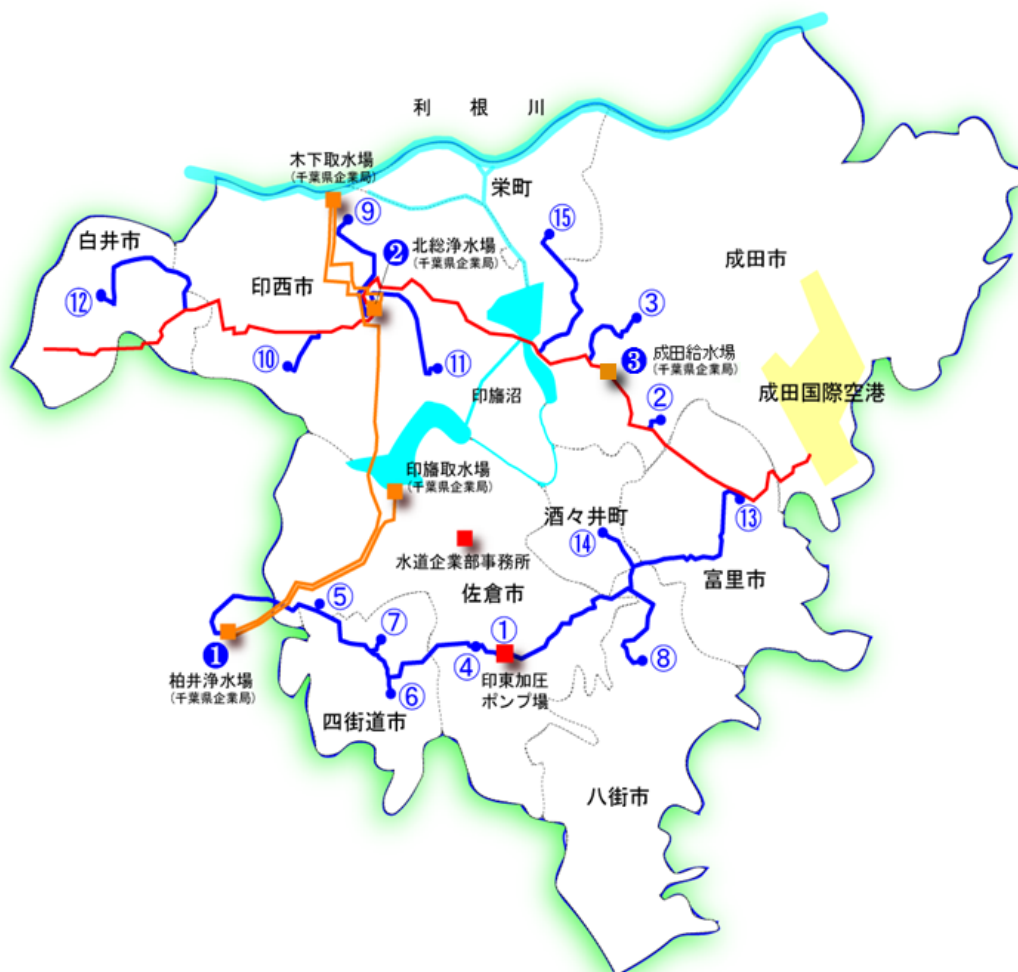 利 根 川
木下取水場
(千葉県企業局)
栄町
⑨
⑮
白井市
❷
北総浄水場
(千葉県企業局)
成田市
印西市
⑫
③
⑩
⑪
❸
成田給水場
(千葉県企業局)
印旛沼
②
成田国際空港
印旛取水場
(千葉県企業局)
⑬
酒々井町
⑭
水道企業部事務所
富里市
佐倉市
⑤
⑦
①
④
⑧
❶
柏井浄水場
(千葉県企業局)
⑥
印東加圧
ポンプ場
四街道市
八街市